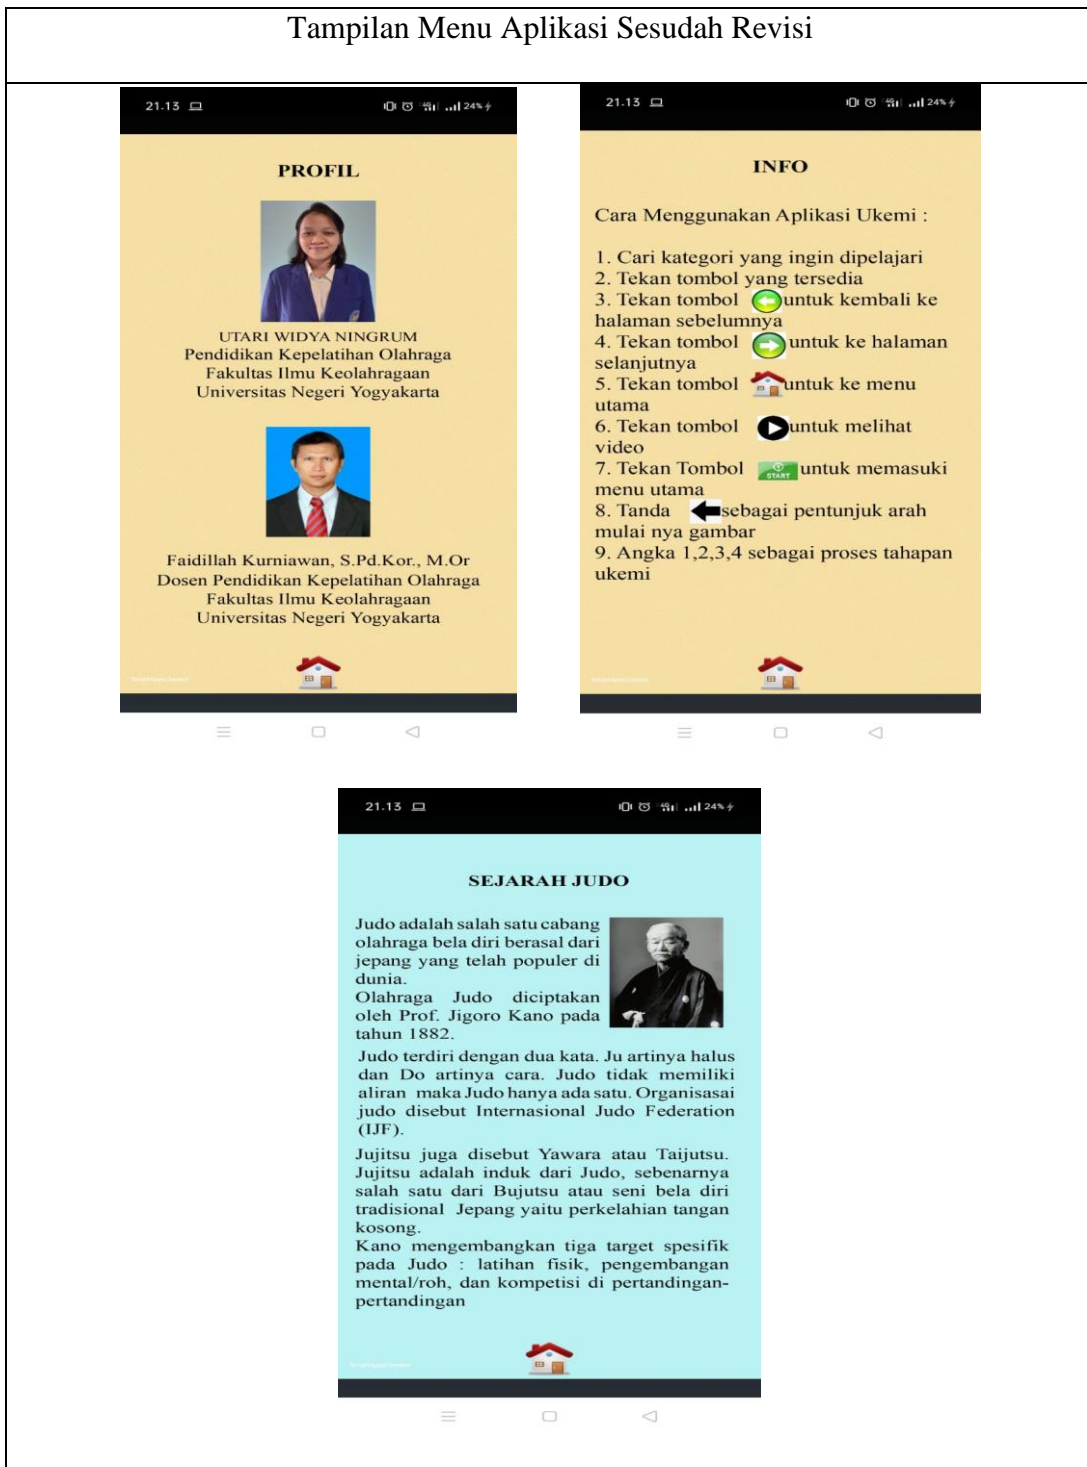 Tampilan Menu Aplikasi Sesudah Revisi
21.13
24%
PROFIL
UTARI WIDYA NINGRUM
Pendidikan Kepelatihan Olahraga
Fakultas Ilmu Keolahragaan
Universitas Negeri Yogyakarta
Faidillah Kurniawan, S.Pd.Kor., M.Or
Dosen Pendidikan Kepelatihan Olahraga
Fakultas Ilmu Keolahragaan
Universitas Negeri Yogyakarta
21.13
24%
INFO
Cara Menggunakan Aplikasi Ukemi :
1. Cari kategori yang ingin dipelajari
2. Tekan tombol yang tersedia
3. Tekan tombol untuk kembali ke
halaman sebelumnya
4. Tekan tombol untuk ke halaman
selanjutnya
5. Tekan tombol untuk ke menu
utama
6. Tekan tombol untuk melihat
video
7. Tekan Tombol START untuk memasuki
menu utama
8. Tanda sebagai pentunjuk arah
mulai nya gambar
9. Angka 1,2,3,4 sebagai proses tahapan
ukemi
21.13
24%
SEJARAH JUDO
Judo adalah salah satu cabang
olahraga bela diri berasal dari
jepang yang telah populer di
dunia.
Olahraga Judo diciptakan
oleh Prof. Jigoro Kano pada
tahun 1882.
Judo terdiri dengan dua kata. Ju artinya halus
dan Do artinya cara. Judo tidak memiliki
aliran maka Judo hanya ada satu. Organisasai
judo disebut Internasional Judo Federation
(IJF).
Jujitsu juga disebut Yawara atau Taijutsu.
Jujitsu adalah induk dari Judo, sebenarnya
salah satu dari Bujutsu atau seni bela diri
tradisional Jepang yaitu perkelahian tangan
kosong.
Kano mengembangkan tiga target spesifik
pada Judo : latihan fisik, pengembangan
mental/roh, dan kompetisi di pertandingan-
pertandingan